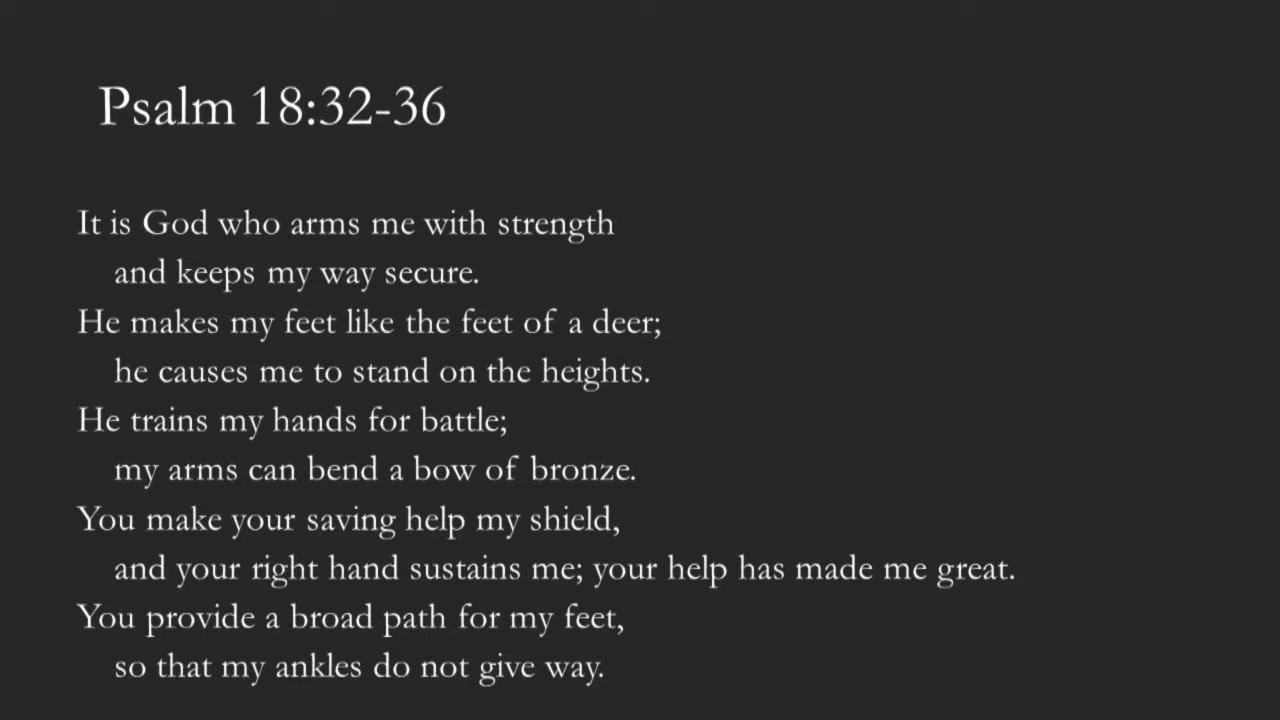 Psalm 18:32-36
It is God who arms me with strength
and keeps my way secure.
He makes my feet like the feet of a deer;
he causes me to stand on the heights.
He trains my hands for battle;
my arms can bend a bow of bronze.
You make your saving help my shield,
and your right hand sustains me; your help has made me great.
You provide a broad path for my feet,
so that my ankles do not give way.